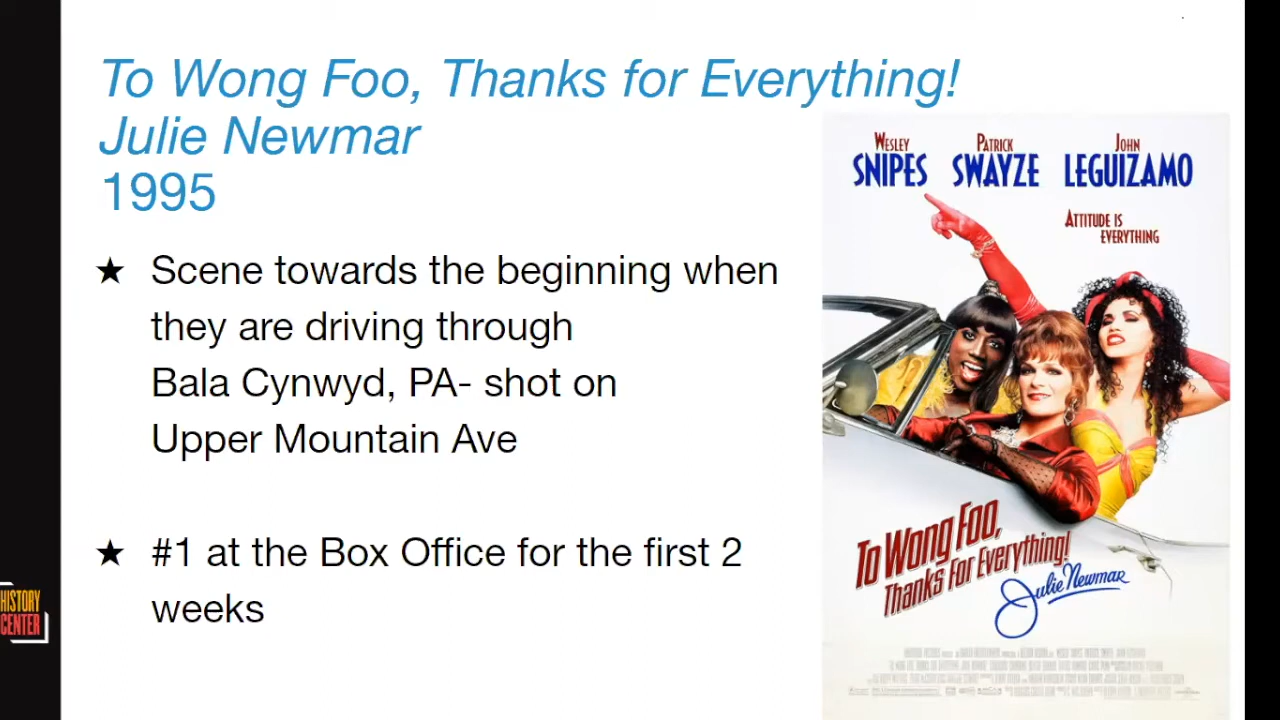 To Wong Foo, Thanks for Everything!
Julie Newmar
1995
★ Scene towards the beginning when
they are driving through
Bala Cynwyd, PA- shot on
Upper Mountain Ave
★ #1 at the Box Office for the first 2
weeks
HISTORY
CENTER
WESLEY SNIPES
PATRICK SWAYZE
JOHN LEGUIZAMO
ATTITUDE IS
EVERYTHING
TO WONG FOO,
THANKS FOR EVERYTHING!
Julie Newmar